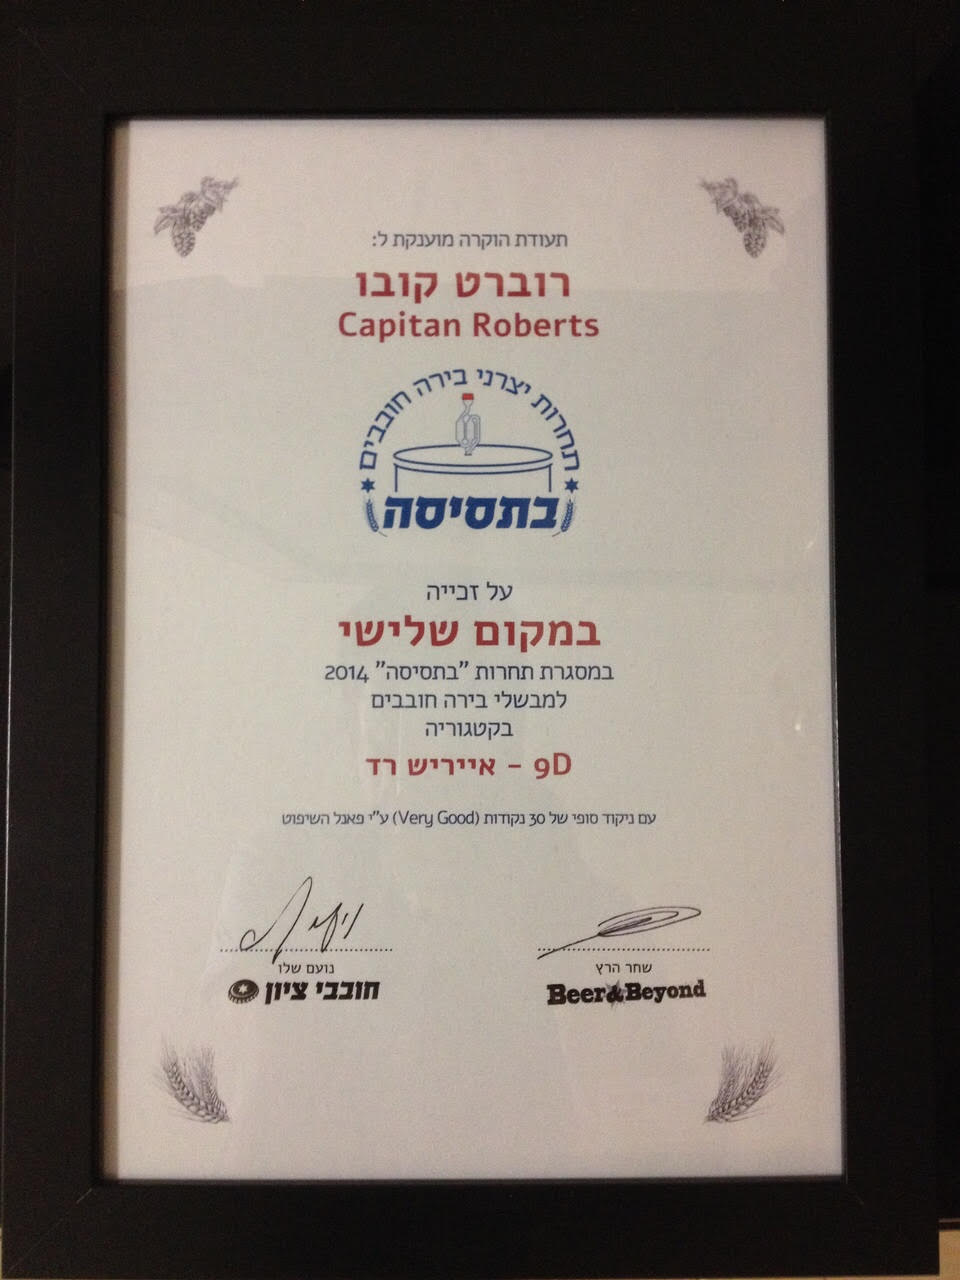 תעודת הוקרה מוענקת ל:
רוברט קובו
Capitan Roberts
תחרות יצרני בירה חובבים
בתסיסה
על זכייה
במקום שלישי
במסגרת תחרות "בתסיסה" 2014
למבשלי בירה חובבים
בקטגוריה
9D - אייריש רד
עם ניקוד סופי של 30 נקודות (Very Good) ע"י פאנל השיפוט
שחר הרץ
Beer&Beyond
נועם שלו
חובבי ציון